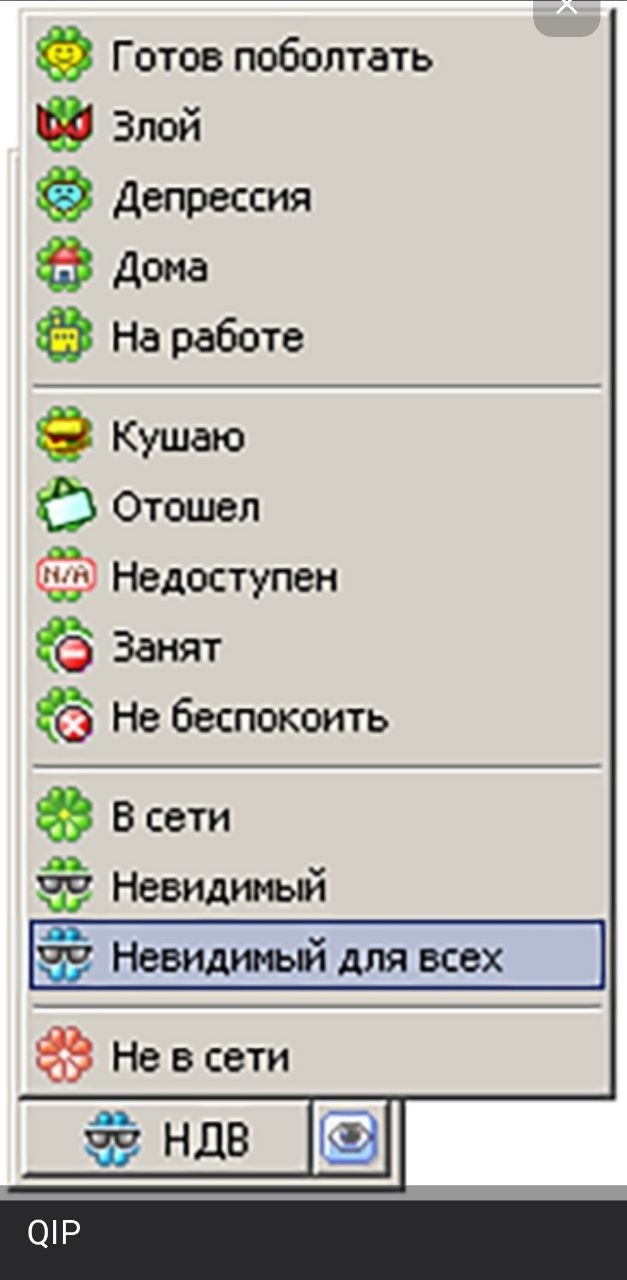 Готов поболтать
Злой
Депрессия
Дома
На работе
Кушаю
Отошел
N/A Недоступен
Занят
Не беспокоить
В сети
Невидимый
Невидимый для всех
Не в сети
НДВ
QIP